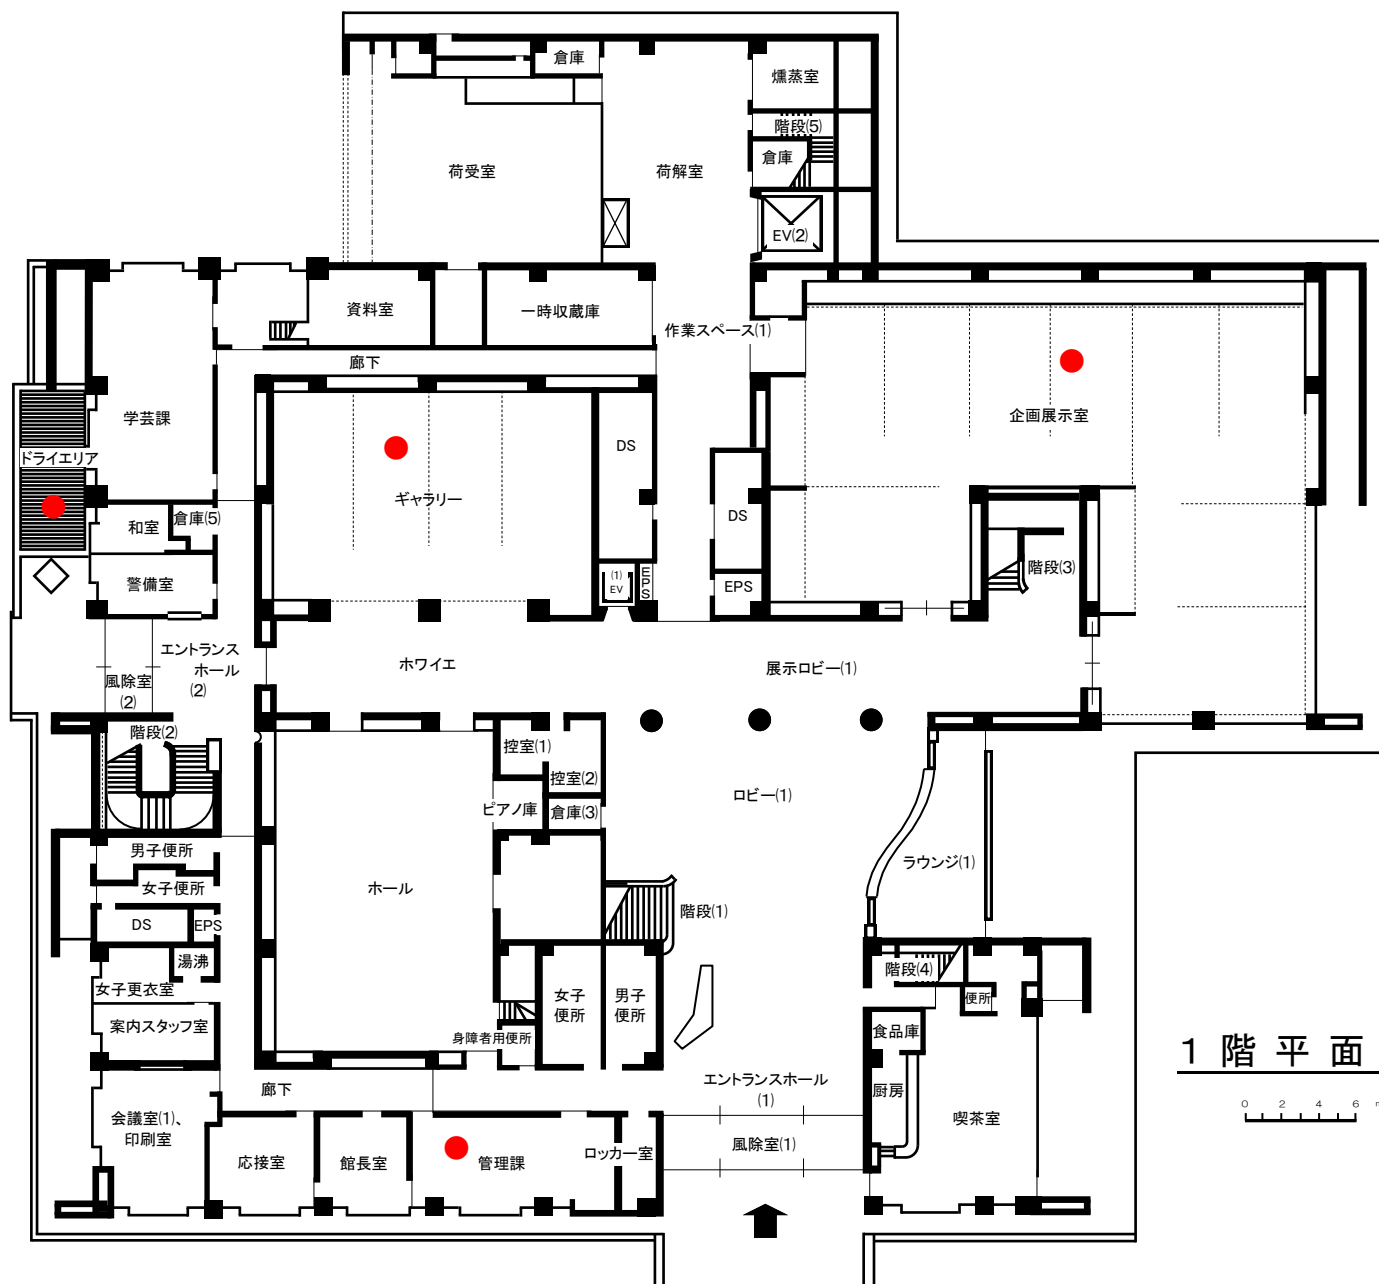 倉庫
燻蒸室
階段(5)
倉庫
荷受室
荷解室
EV(2)
資料室
一時収蔵庫
作業スペース(1)
廊下
学芸課
企画展示室
ドライエリア
DS
ギャラリー
DS
倉庫(5)
和室
警備室
(1)
EV
EPS
EPS
階段(3)
エントランス
ホール
(2)
ホワイエ
展示ロビー(1)
風除室
(2)
階段(2)
控室(1)
控室(2)
ピアノ庫
倉庫(3)
ロビー(1)
男子便所
女子便所
ホール
ラウンジ(1)
DS
EPS
階段(1)
湯沸
女子更衣室
階段(4)
便所
女子
便所
男子
便所
案内スタッフ室
身障者用便所
食品庫
1階平面
エントランスホール
(1)
廊下
厨房
0 2 4 6
会議室(1)、
印刷室
喫茶室
応接室
館長室
管理課
ロッカー室
風除室(1)